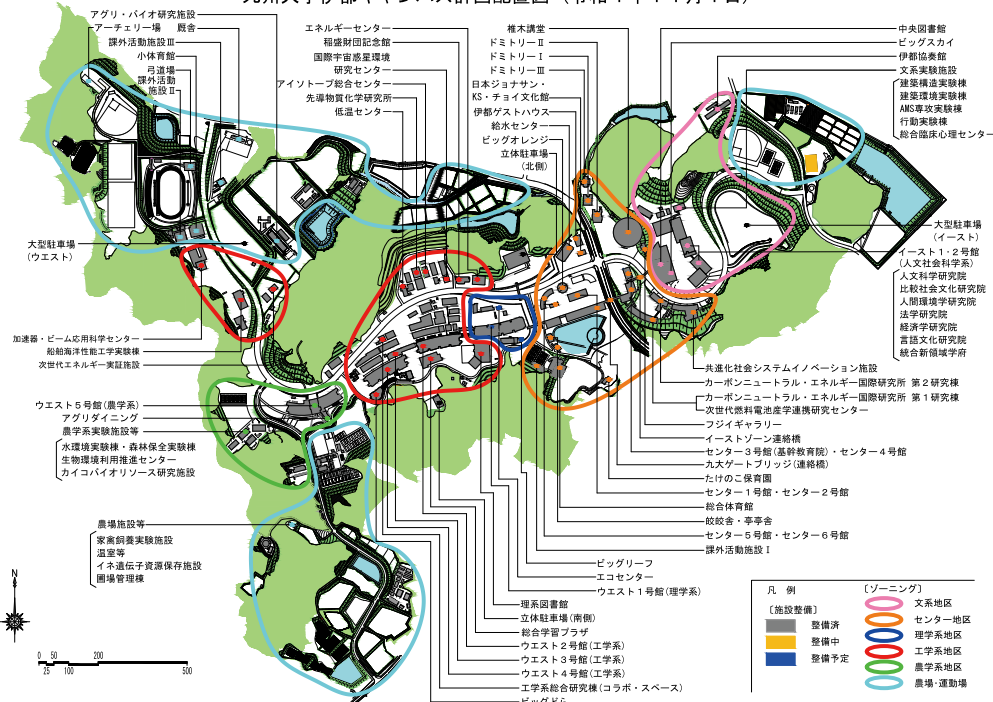 アグリ・バイオ研究施設
アーチェリー場　厩舎
課外活動施設Ⅲ
小体育館
弓道場
課外活動
施設Ⅱ
エネルギーセンター
稲盛財団記念館
国際宇宙惑星環境
研究センター
アイソトープ総合センター
先導物質化学研究所
低温センター
椎木講堂
ドミトリーⅡ
ドミトリーⅠ
ドミトリーⅢ
日本ジョナサン・
KS・チョイ文化館
伊都ゲストハウス
給水センター
ビッグオレンジ
立体駐車場
(北側)
中央図書館
ビッグスカイ
伊都協奏館
文系実験施設
建築構造実験棟
建築環境実験棟
AMS専攻実験棟
行動実験棟
総合臨床心理センター
大型駐車場
(イースト)
イースト1・2号館
(人文社会科学系)
人文科学研究院
比較社会文化研究院
人間環境学研究院
法学研究院
経済学研究院
言語文化研究院
統合新領域学府
大型駐車場
(ウエスト)
加速器・ビーム応用科学センター
船舶海洋性能工学実験棟
次世代エネルギー実証施設
ウエスト5号館(農学系)
アグリダイニング
農学系実験施設等
水環境実験棟・森林保全実験棟
生物環境利用推進センター
カイコバイオリソース研究施設
農場施設等
家禽飼養実験施設
温室等
イネ遺伝子資源保存施設
圃場管理棟
共進化社会システムイノベーション施設
カーボンニュートラル・エネルギー国際研究所 第2研究棟
カーボンニュートラル・エネルギー国際研究所 第1研究棟
次世代燃料電池産学連携研究センター
フジイギャラリー
イーストゾーン連絡橋
センター3号館(基幹教育院)・センター4号館
九大ゲートブリッジ(連絡橋)
たけのこ保育園
センター1号館・センター2号館
総合体育館
皎皎舎・亭亭舎
センター5号館・センター6号館
課外活動施設Ⅰ
ビッグリーフ
エコセンター
ウエスト1号館(理学系)
理系図書館
立体駐車場(南側)
総合学習プラザ
ウエスト2号館(工学系)
ウエスト3号館(工学系)
ウエスト4号館(工学系)
工学系総合研究棟(コラボ・スペース)
N
0 50 200
25 100 500
凡　例
〔施設整備〕
整備済
整備中
整備予定
〔ゾーニング〕
文系地区
センター地区
理学系地区
工学系地区
農学系地区
農場・運動場